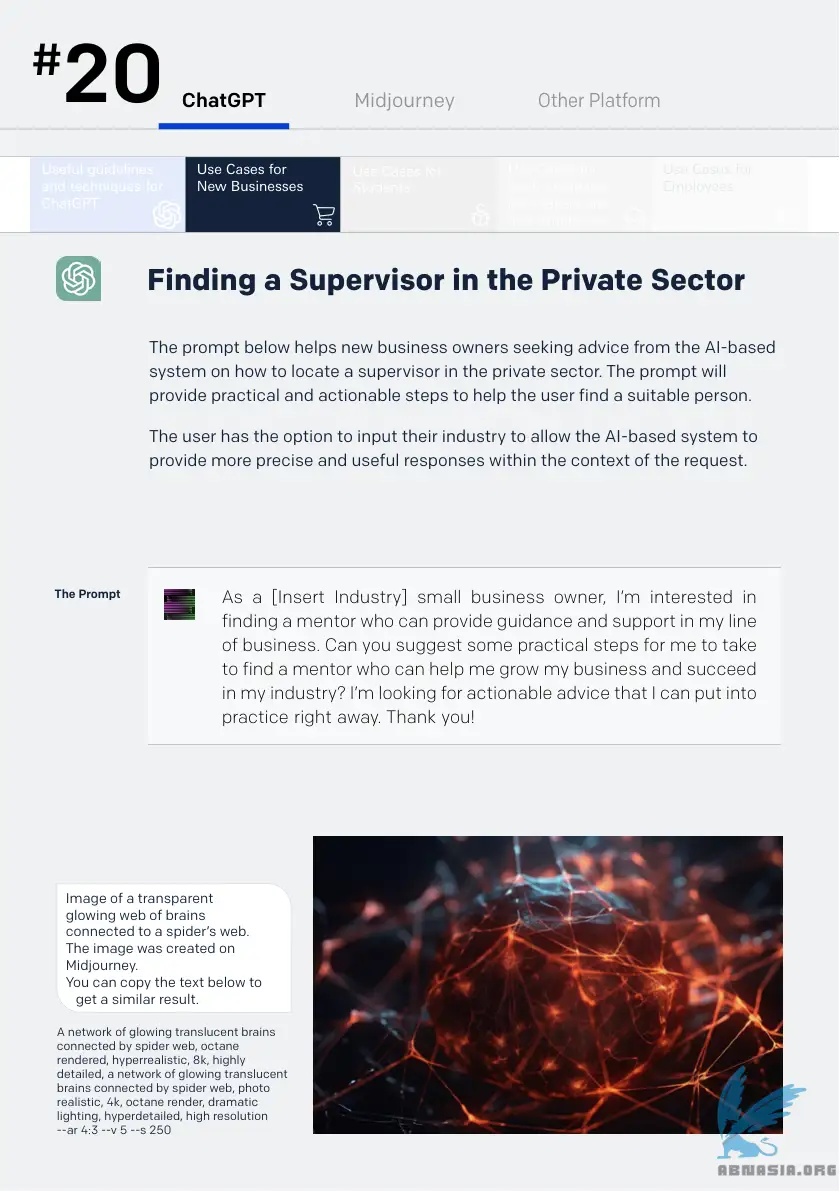 #20
ChatGPT
Midjourney
Other Platform
Useful guidelines
and techniques for
ChatGPT
Use Cases for
New Businesses
Use Cases for
Students
Use Cases for
Employees
Finding a Supervisor in the Private Sector
The prompt below helps new business owners seeking advice from the AI-based
system on how to locate a supervisor in the private sector. The prompt will
provide practical and actionable steps to help the user find a suitable person.
The user has the option to input their industry to allow the AI-based system to
provide more precise and useful responses within the context of the request.
The Prompt
As a [Insert Industry] small business owner, I'm interested in
finding a mentor who can provide guidance and support in my line
of business. Can you suggest some practical steps for me to take
to find a mentor who can help me grow my business and succeed
in my industry? I'm looking for actionable advice that I can put into
practice right away. Thank you!
Image of a transparent
glowing web of brains
connected to a spider's web.
The image was created on
Midjourney.
You can copy the text below to
get a similar result.
A network of glowing translucent brains
connected by spider web, octane
rendered, hyperrealistic, 8k, highly
detailed, a network of glowing translucent
brains connected by spider web, photo
realistic, 4k, octane render, dramatic
lighting, hyperdetailed, high resolution
--ar 4:3 --v 5 --s 250
ABNASIA.ORG